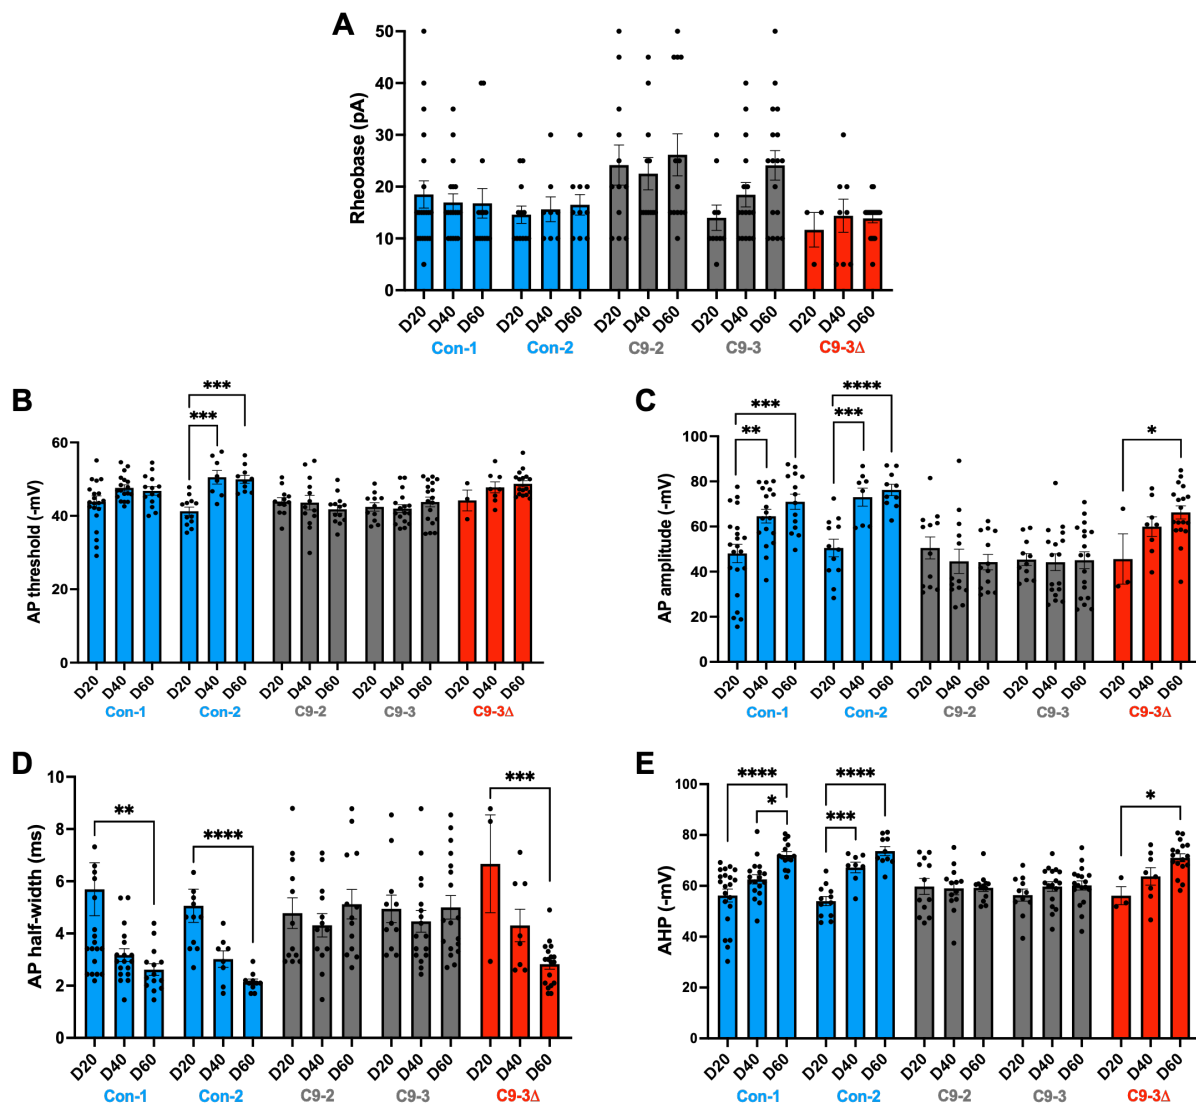 A
Rheobase (pA)
50
40
30
20
10
0
D20 D40 D60 D20 D40 D60 D20 D40 D60 D20 D40 D60 D20 D40 D60
Con-1 Con-2 C9-2 C9-3 C9-3Δ
B
AP threshold (-mV)
60
40
20
0
*** ***
D20 D40 D60 D20 D40 D60 D20 D40 D60 D20 D40 D60 D20 D40 D60
Con-1 Con-2 C9-2 C9-3 C9-3Δ
C
AP amplitude (-mV)
100
80
60
40
20
0
*** ** **** *** *
D20 D40 D60 D20 D40 D60 D20 D40 D60 D20 D40 D60 D20 D40 D60
Con-1 Con-2 C9-2 C9-3 C9-3Δ
D
AP half-width (ms)
10
8
6
4
2
0
** **** ***
D20 D40 D60 D20 D40 D60 D20 D40 D60 D20 D40 D60 D20 D40 D60
Con-1 Con-2 C9-2 C9-3 C9-3Δ
E
AHP (-mV)
100
80
60
40
20
0
**** * **** *** *
D20 D40 D60 D20 D40 D60 D20 D40 D60 D20 D40 D60 D20 D40 D60
Con-1 Con-2 C9-2 C9-3 C9-3Δ